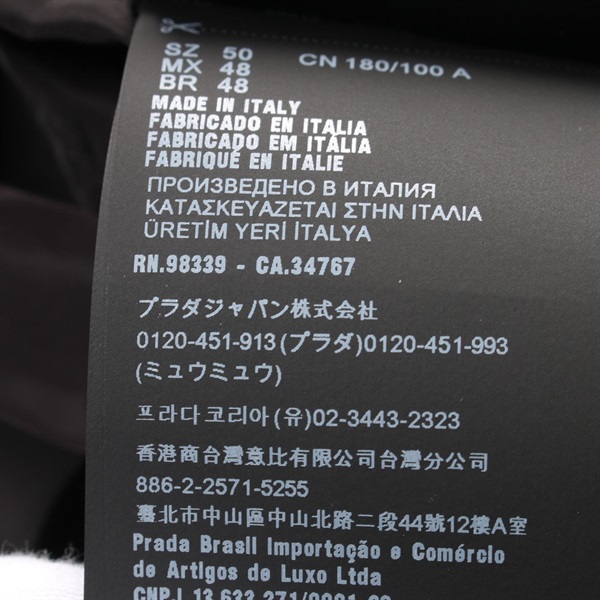 SZ 50 CN 180/100 A
MX 48
BR 48
MADE IN ITALY
FABRICADO EN ITALIA
FABRICADO EM ITÁLIA
FABRIQUÉ EN ITALIE
ПРОИЗВЕДЕНО В ИТАЛИЯ
ΚΑΤΑΣΚΕΥΑΖΕΤΑΙ ΣΤΗΝ ΙΤΑΛΙΑ
ÜRETİM YERİ İTALYA
RN.98339 - CA.34767
プラダジャパン株式会社
0120-451-913(プラダ)0120-451-993
(ミュウミュウ)
프라다코리아(유)02-3443-2323
香港商台灣意比有限公司台灣分公司
886-2-2571-5255
臺北市中山區中山北路二段44號12樓A室
Prada Brasil Importação e Comércio
de Artigos de Luxo Ltda